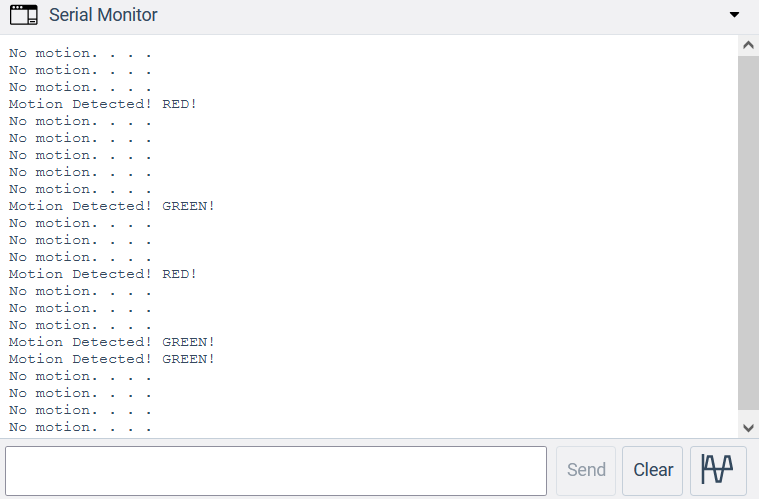 Serial Monitor
No motion. . . .
No motion. . . .
No motion. . . .
Motion Detected! RED!
No motion. . . .
No motion. . . .
No motion. . . .
No motion. . . .
No motion. . . .
Motion Detected! GREEN!
No motion. . . .
No motion. . . .
No motion. . . .
Motion Detected! RED!
No motion. . . .
No motion. . . .
No motion. . . .
Motion Detected! GREEN!
Motion Detected! GREEN!
No motion. . . .
No motion. . . .
No motion. . . .
No motion. . . .
Send Clear